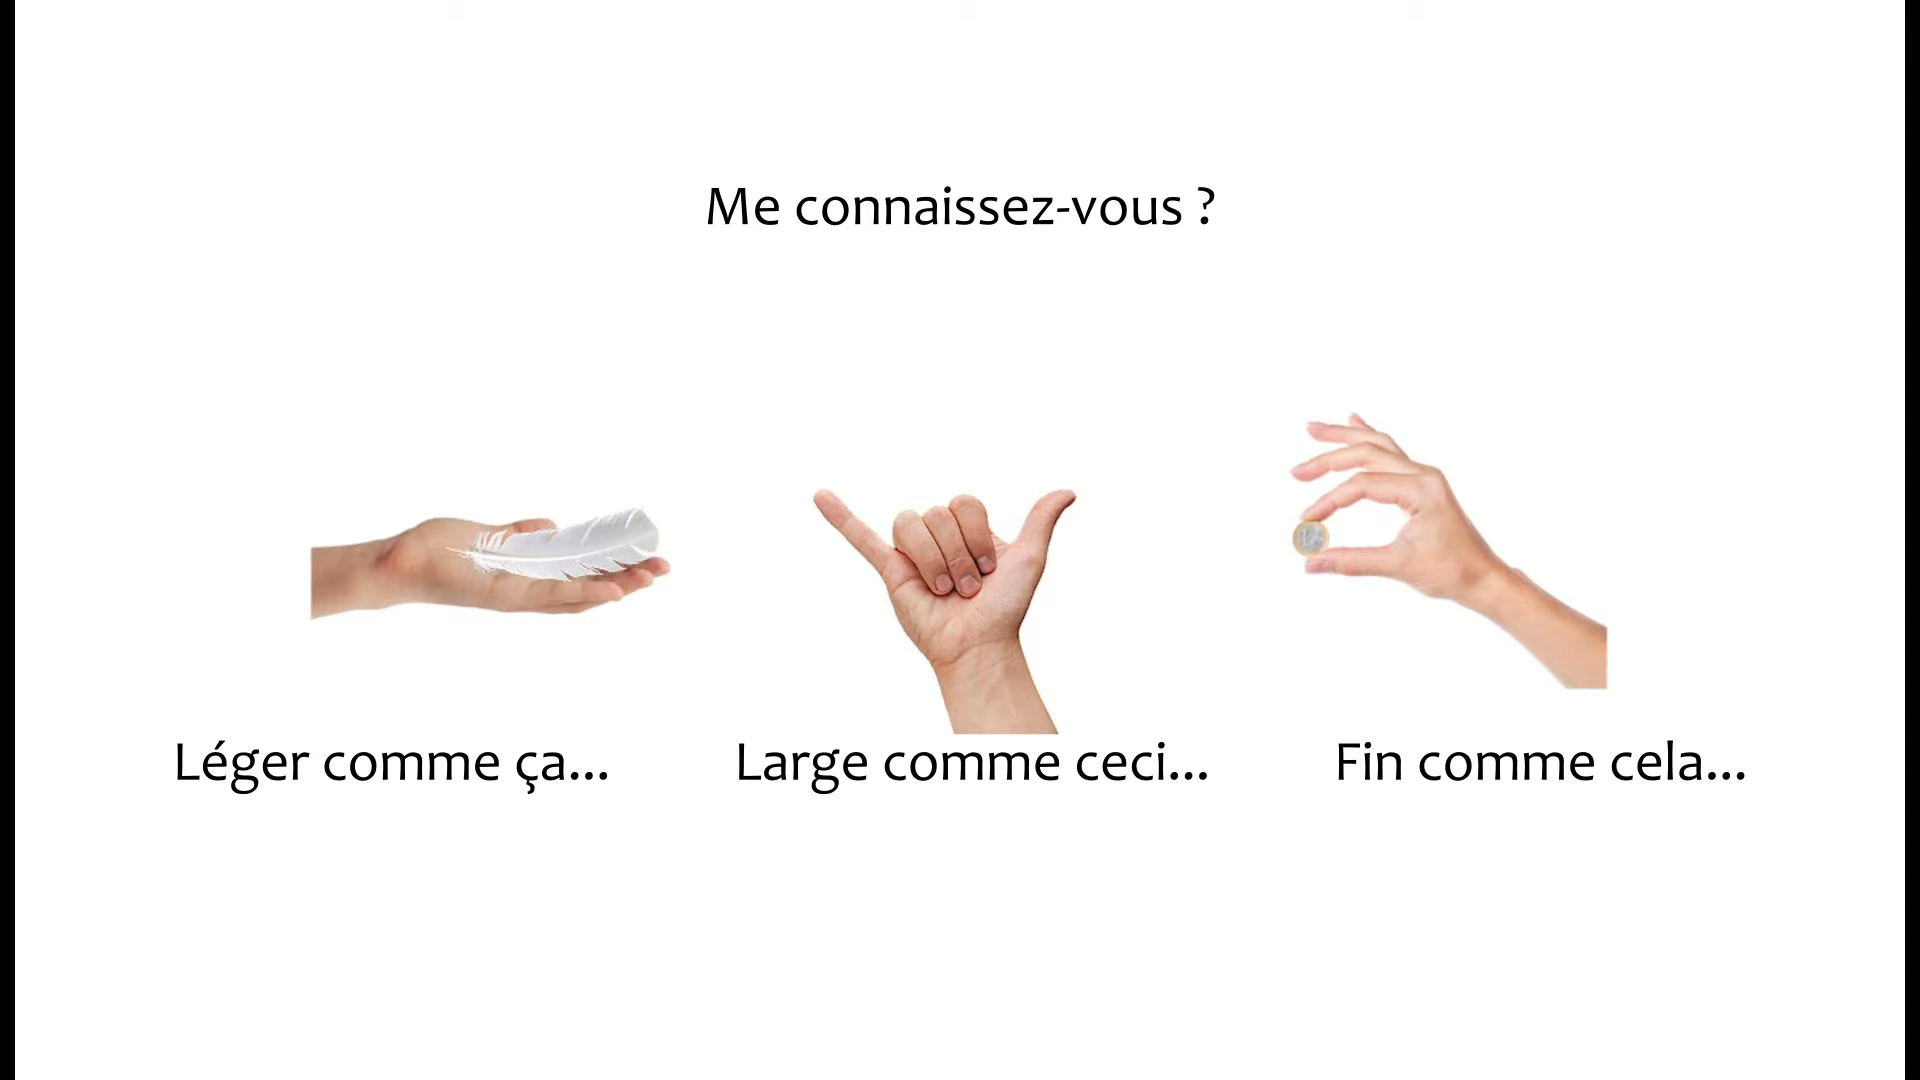 Me connaissez-vous ?
Léger comme ça...
Large comme ceci...
Fin comme cela...